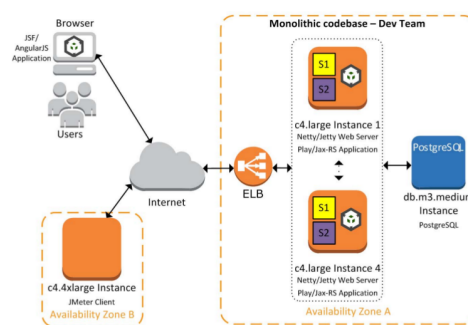 Browser
JSF/
AngularJS
Application
Users
Internet
c4.4xlarge Instance
JMeter Client
Availability Zone B
Monolithic codebase – Dev Team
ELB
S1
S2
c4.large Instance 1
Netty/Jetty Web Server
Play/Jax-RS Application
S1
S2
c4.large Instance 4
Netty/Jetty Web Server
Play/Jax-RS Application
PostgreSQL
db.m3.medium
Instance
PostgreSQL
Availability Zone A